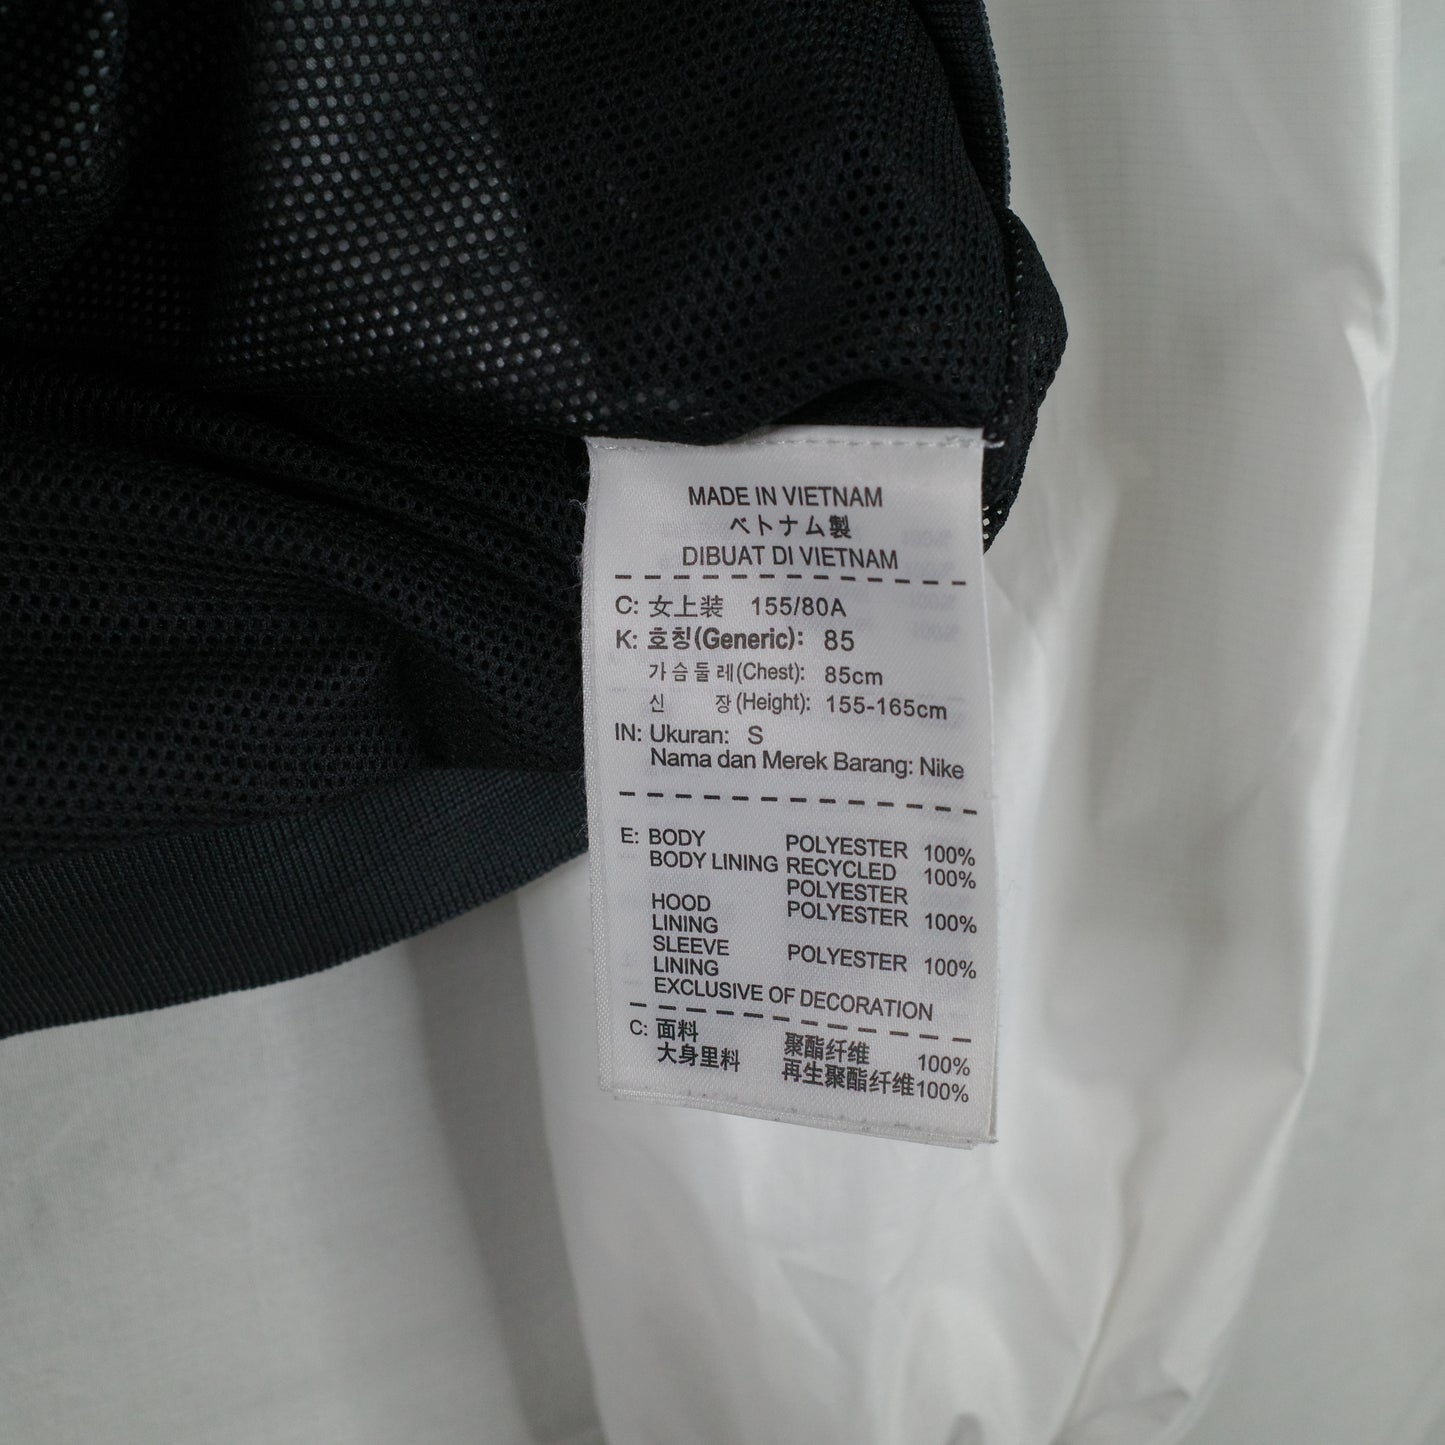 MADE IN VIETNAM
ベトナム製
DIBUAT DI VIETNAM
C: 女上装 155/80A
K: 호칭(Generic): 85
가슴둘레(Chest): 85cm
신 장(Height): 155-165cm
IN: Ukuran: S
Nama dan Merek Barang: Nike
E: BODY POLYESTER 100%
BODY LINING RECYCLED 100%
POLYESTER
HOOD POLYESTER 100%
LINING
SLEEVE POLYESTER 100%
LINING
EXCLUSIVE OF DECORATION
C: 面料 聚酯纤维 100%
大身里料 再生聚酯纤维100%